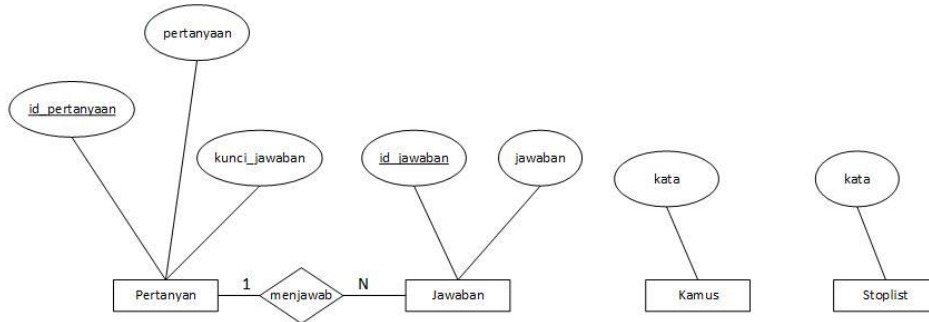 pertanyaan
id_pertanyaan
kunci_jawaban
id_jawaban
jawaban
kata
kata
Pertanyan
1
menjawab
N
Jawaban
Kamus
Stoplist